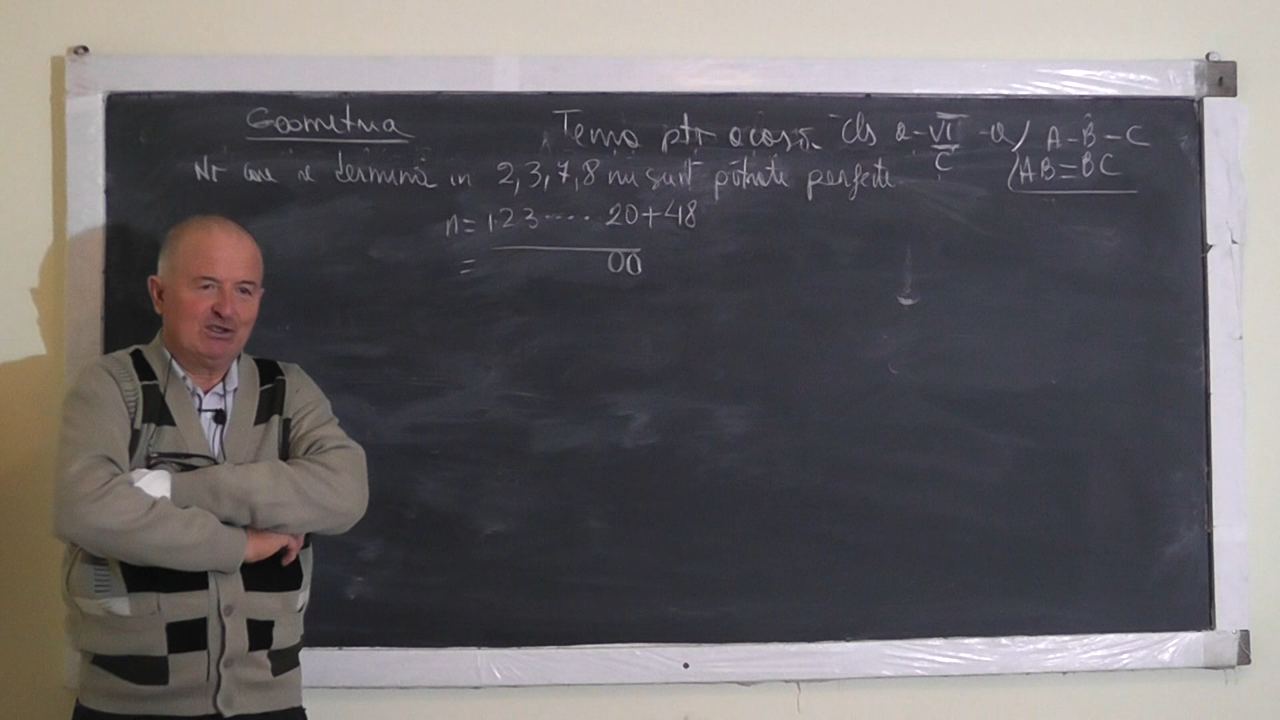 Geometria
Tema ptr acasă Cls a-VI-a
C
A-B-C
AB=BC
Nr care se termină in 2,3,7,8 nu sunt pătrate perfecte
n=1·2·3····20+48
= 00